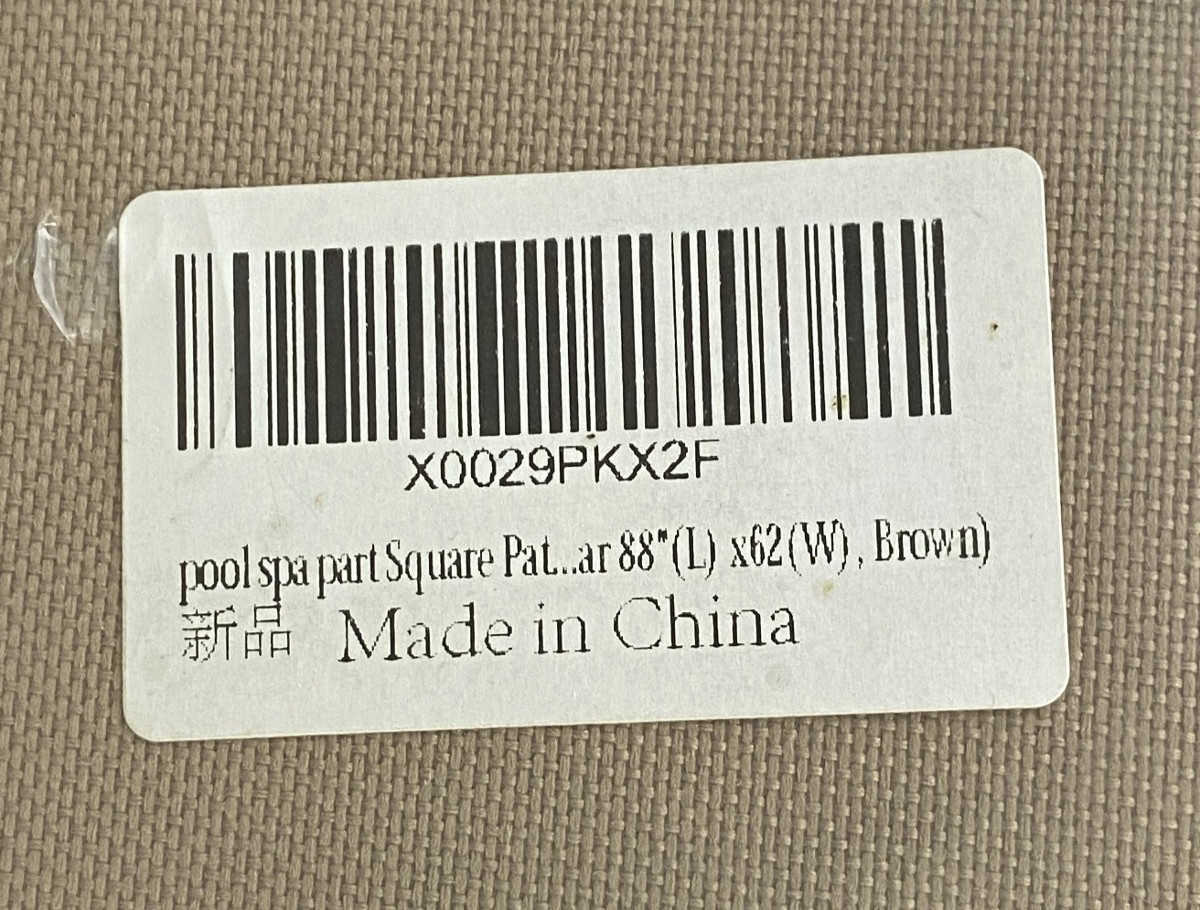 X0029PKX2F
pool spa part Square Pat...ar 88"(L) x62(W), Brown)
新品 Made in China